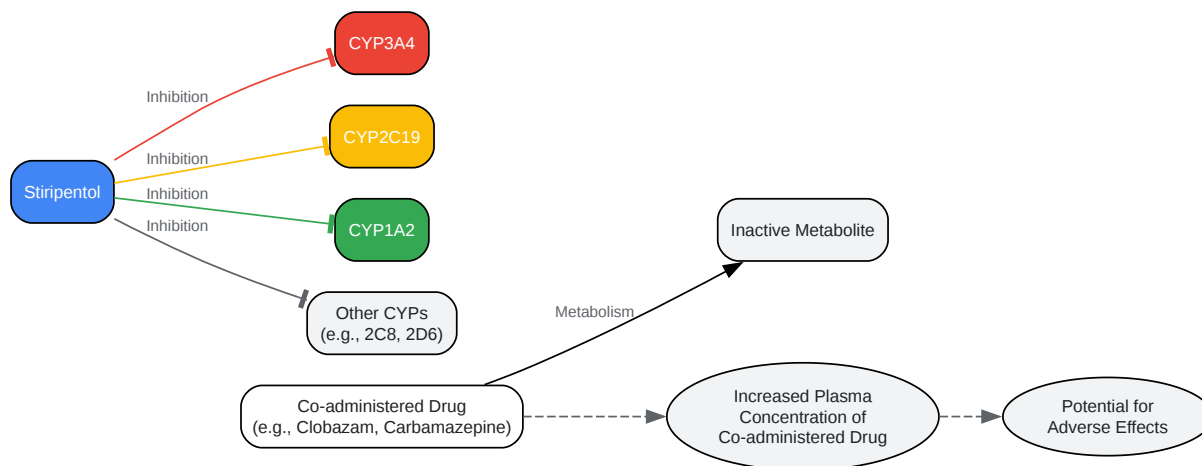 CYP3A4
Inhibition
CYP2C19
Inhibition
Stiripentol
Inhibition
CYP1A2
Inhibition
Inactive Metabolite
Other CYPs
(e.g., 2C8, 2D6)
Metabolism
Co-administered Drug
(e.g., Clobazam, Carbamazepine)
Increased Plasma
Concentration of
Co-administered Drug
Potential for
Adverse Effects